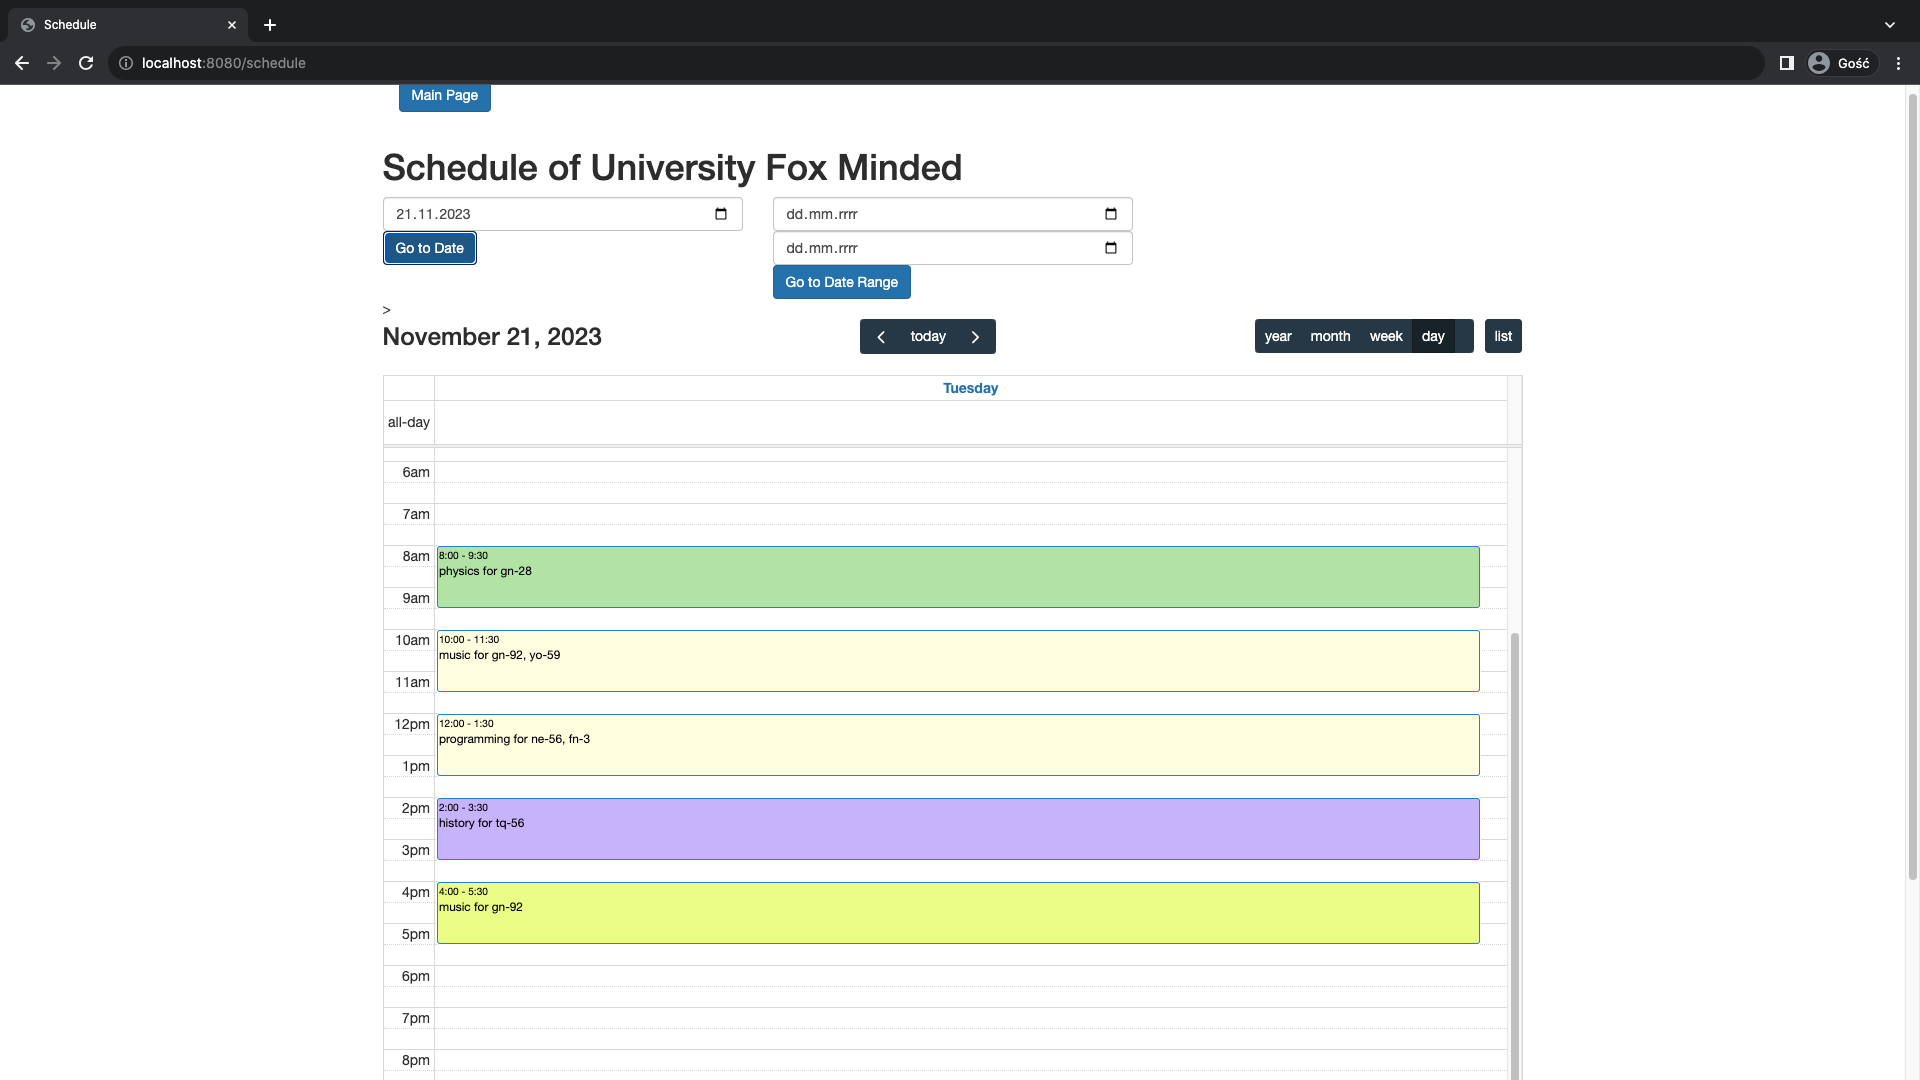 Schedule
localhost:8080/schedule
Gość
Main Page
Schedule of University Fox Minded
21.11.2023
dd.mm.rrrr
Go to Date
dd.mm.rrrr
Go to Date Range
>
November 21, 2023
today
year month week day list
Tuesday
all-day
6am
7am
8am
8:00 - 9:30
physics for gn-28
9am
10am
10:00 - 11:30
music for gn-92, yo-59
11am
12pm
12:00 - 1:30
programming for ne-56, fn-3
1pm
2pm
2:00 - 3:30
history for tq-56
3pm
4pm
4:00 - 5:30
music for gn-92
5pm
6pm
7pm
8pm